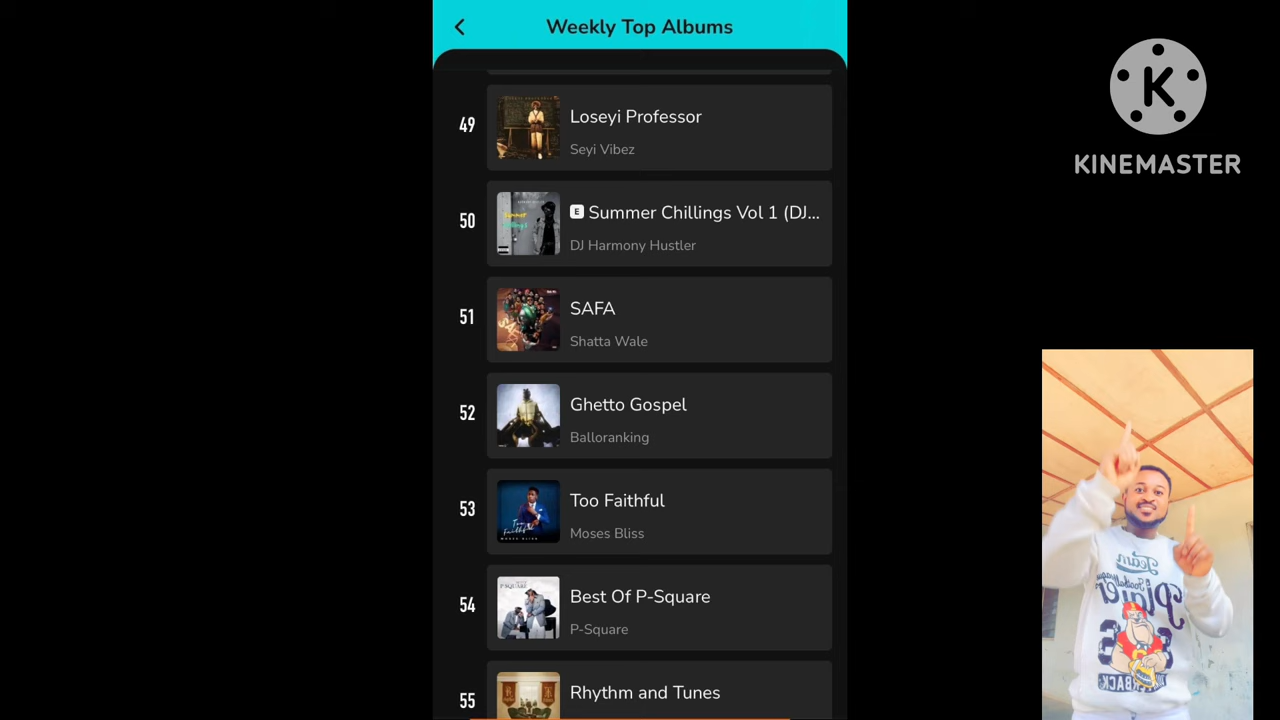 Weekly Top Albums
49
Loseyi Professor
Seyi Vibez
50
E Summer Chillings Vol 1 (DJ...
DJ Harmony Hustler
51
SAFA
Shatta Wale
52
Ghetto Gospel
Balloranking
53
Too Faithful
Moses Bliss
54
Best Of P-Square
P-Square
55
Rhythm and Tunes
K
KINEMASTER
Team
Player